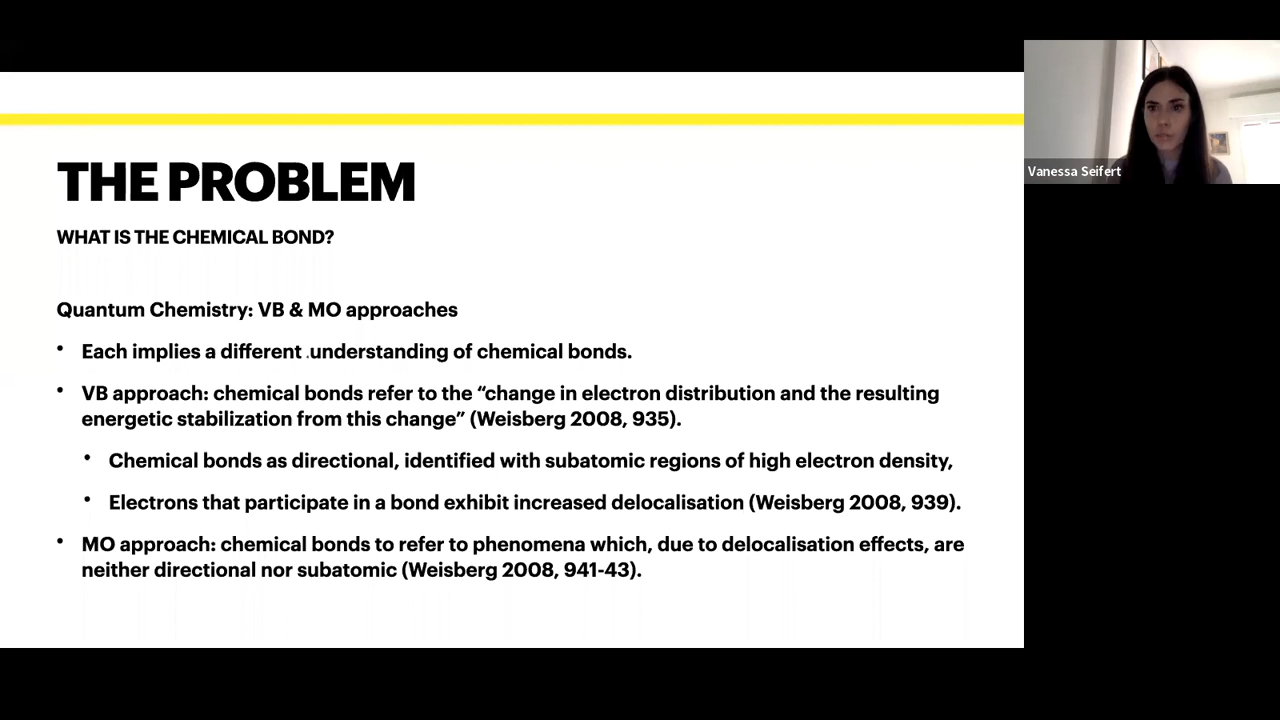 THE PROBLEM
WHAT IS THE CHEMICAL BOND?
Quantum Chemistry: VB & MO approaches
• Each implies a different .understanding of chemical bonds.
• VB approach: chemical bonds refer to the “change in electron distribution and the resulting
energetic stabilization from this change” (Weisberg 2008, 935).
• Chemical bonds as directional, identified with subatomic regions of high electron density,
• Electrons that participate in a bond exhibit increased delocalisation (Weisberg 2008, 939).
• MO approach: chemical bonds to refer to phenomena which, due to delocalisation effects, are
neither directional nor subatomic (Weisberg 2008, 941-43).
Vanessa Seifert